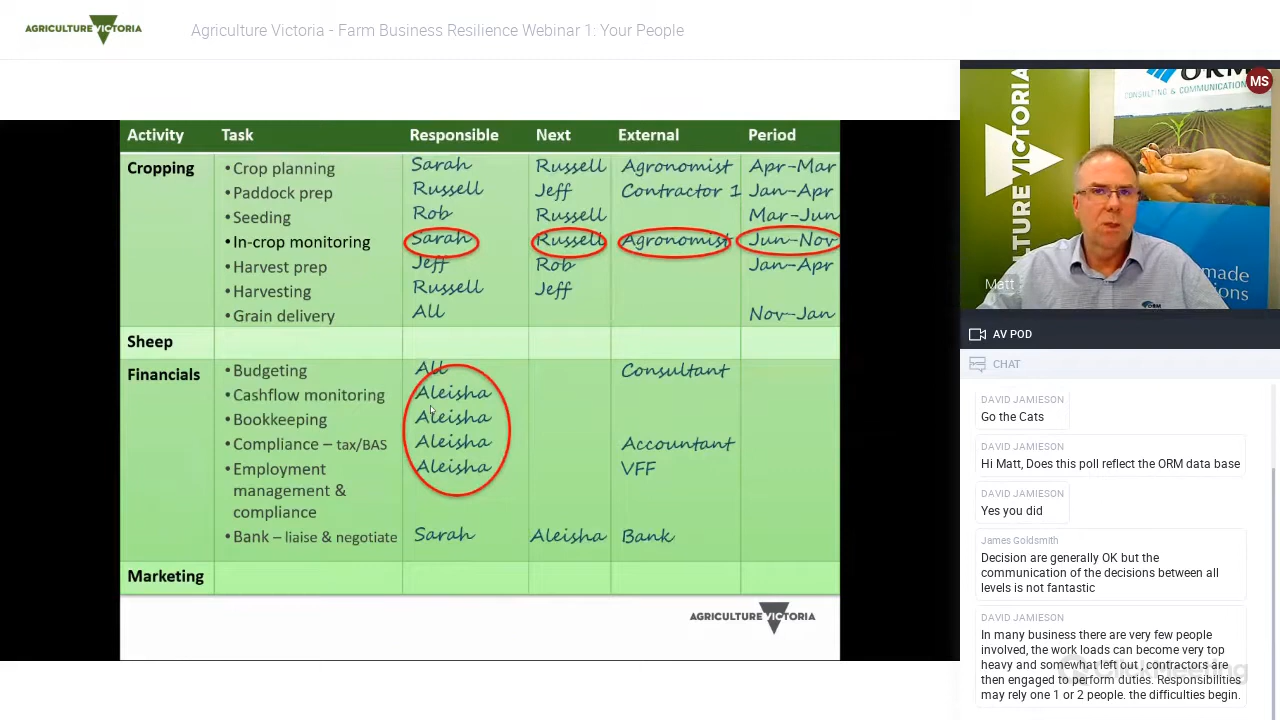 AGRICULTURE VICTORIA
Agriculture Victoria - Farm Business Resilience Webinar 1: Your People
Activity Task Responsible Next External Period
Cropping •Crop planning Sarah Russell Agronomist Apr-Mar
•Paddock prep Russell Jeff Contractor 1 Jan-Apr
•Seeding Rob Russell Mar-Jun
•In-crop monitoring Sarah Russell Agronomist Jun-Nov
•Harvest prep Jeff Rob Jan-Apr
•Harvesting Russell Jeff
•Grain delivery All Nov-Jan
Sheep
Financials •Budgeting All Consultant
•Cashflow monitoring Aleisha
•Bookkeeping Aleisha
•Compliance – tax/BAS Aleisha Accountant
•Employment Aleisha VFF
management &
compliance
•Bank – liaise & negotiate Sarah Aleisha Bank
Marketing
AGRICULTURE VICTORIA
ORM
CONSULTING & COMMUNICATION
MS
VICTORIA
made
Matt
AV POD
CHAT
DAVID JAMIESON
Go the Cats
DAVID JAMIESON
Hi Matt, Does this poll reflect the ORM data base
DAVID JAMIESON
Yes you did
James Goldsmith
Decision are generally OK but the
communication of the decisions between all
levels is not fantastic
DAVID JAMIESON
In many business there are very few people
involved, the work loads can become very top
heavy and somewhat left out , contractors are
then engaged to perform duties. Responsibilities
may rely one 1 or 2 people. the difficulties begin.
ClickMeeting